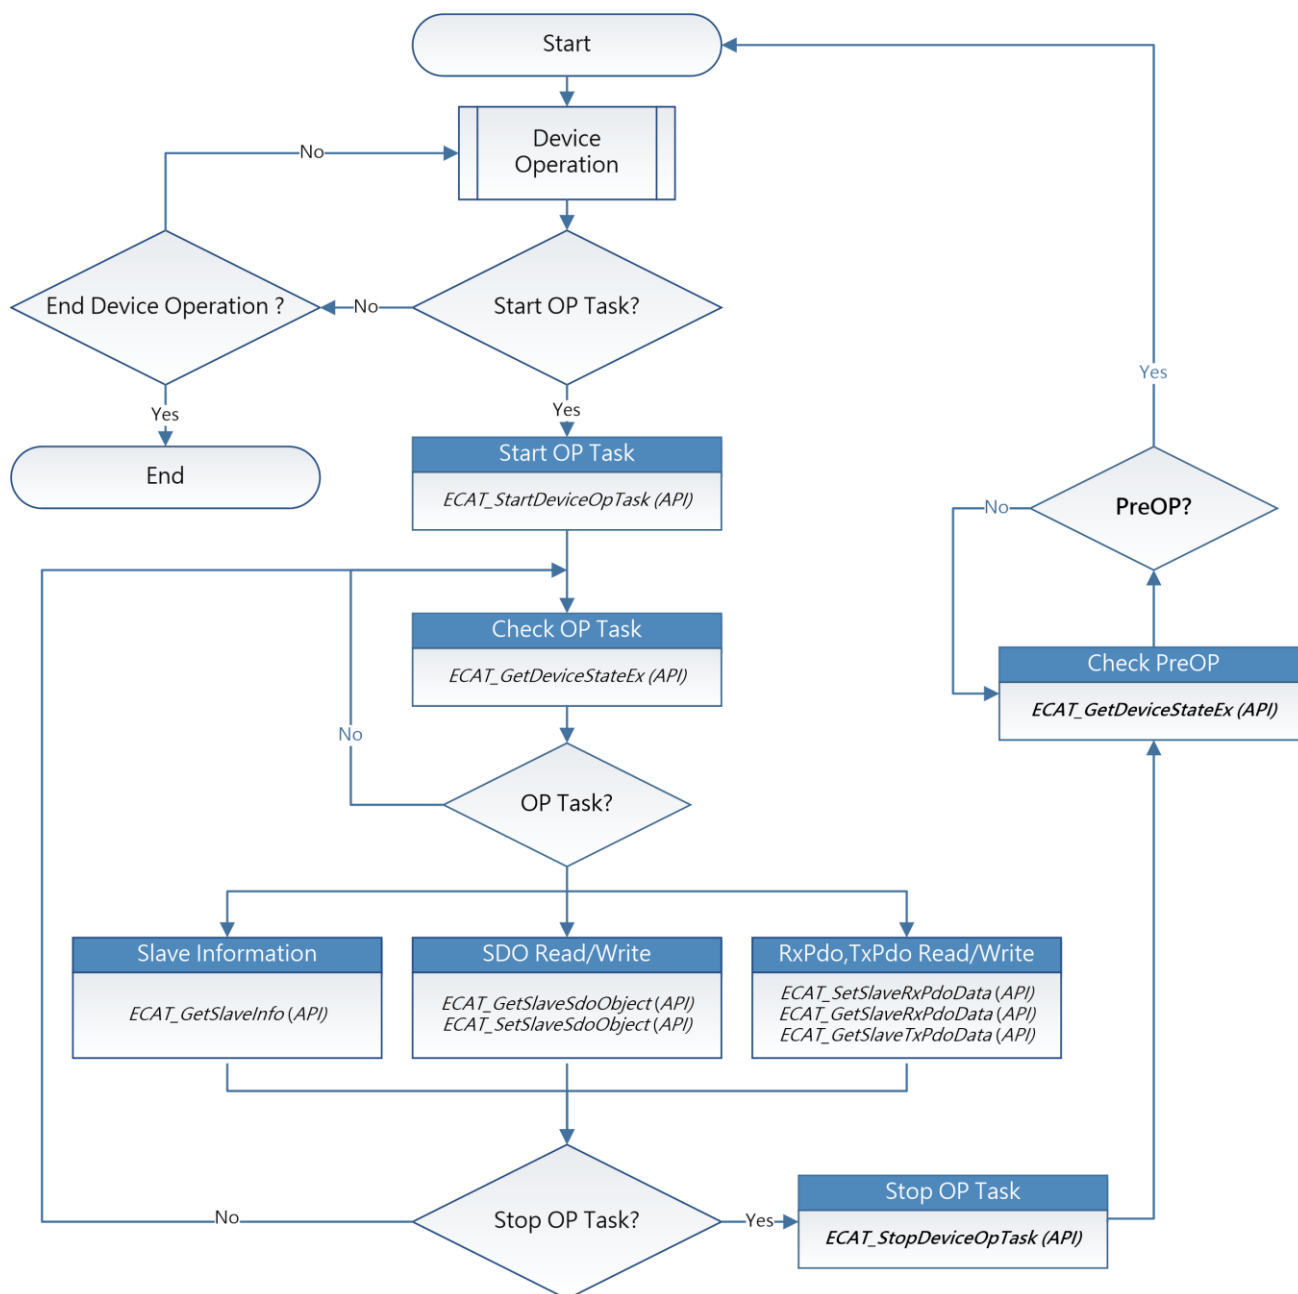 Start
Device
Operation
No
End Device Operation ?
No
Start OP Task?
Yes
Yes
End
Start OP Task
ECAT_StartDeviceOpTask (API)
Yes
No
PreOP?
Check OP Task
ECAT_GetDeviceStateEx (API)
Check PreOP
ECAT_GetDeviceStateEx (API)
No
OP Task?
Slave Information
ECAT_GetSlaveInfo (API)
SDO Read/Write
ECAT_GetSlaveSdoObject (API)
ECAT_SetSlaveSdoObject (API)
RxPdo,TxPdo Read/Write
ECAT_SetSlaveRxPdoData (API)
ECAT_GetSlaveRxPdoData (API)
ECAT_GetSlaveTxPdoData (API)
No
Stop OP Task?
Yes
Stop OP Task
ECAT_StopDeviceOpTask (API)